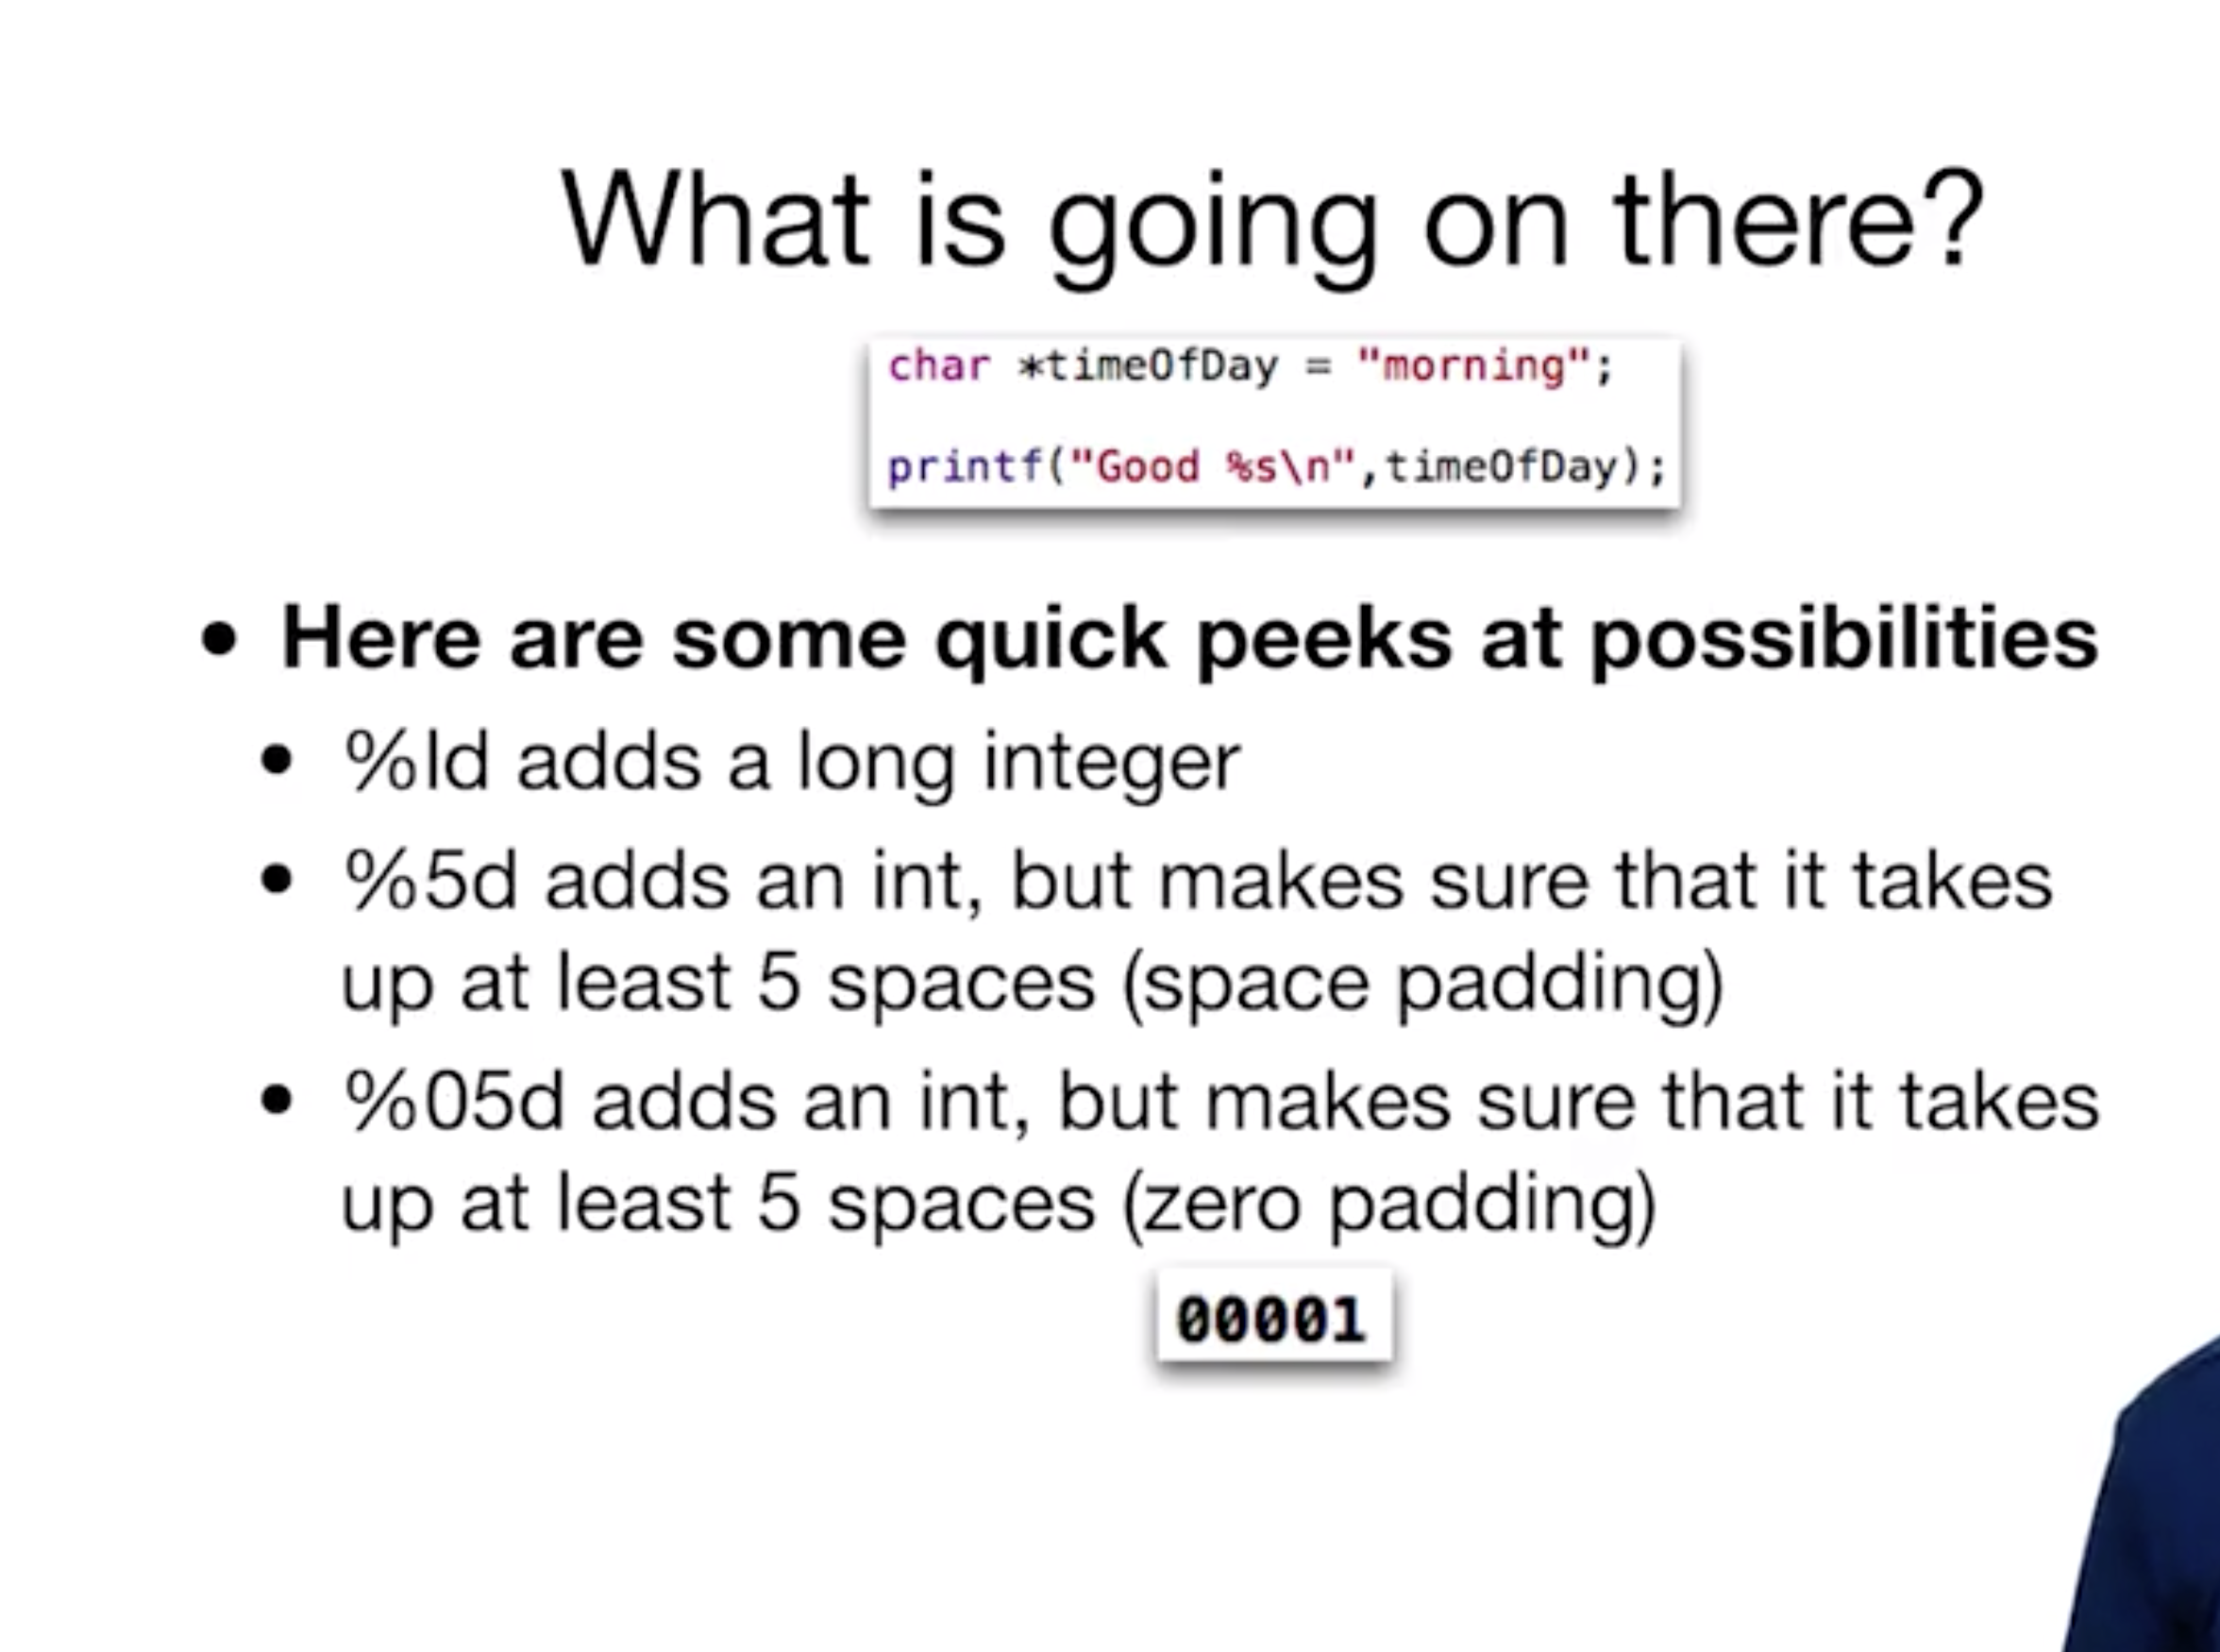 What is going on there?
char *timeOfDay = "morning";
printf("Good %s\n",timeOfDay);
• Here are some quick peeks at possibilities
• %ld adds a long integer
• %5d adds an int, but makes sure that it takes
up at least 5 spaces (space padding)
• %05d adds an int, but makes sure that it takes
up at least 5 spaces (zero padding)
00001